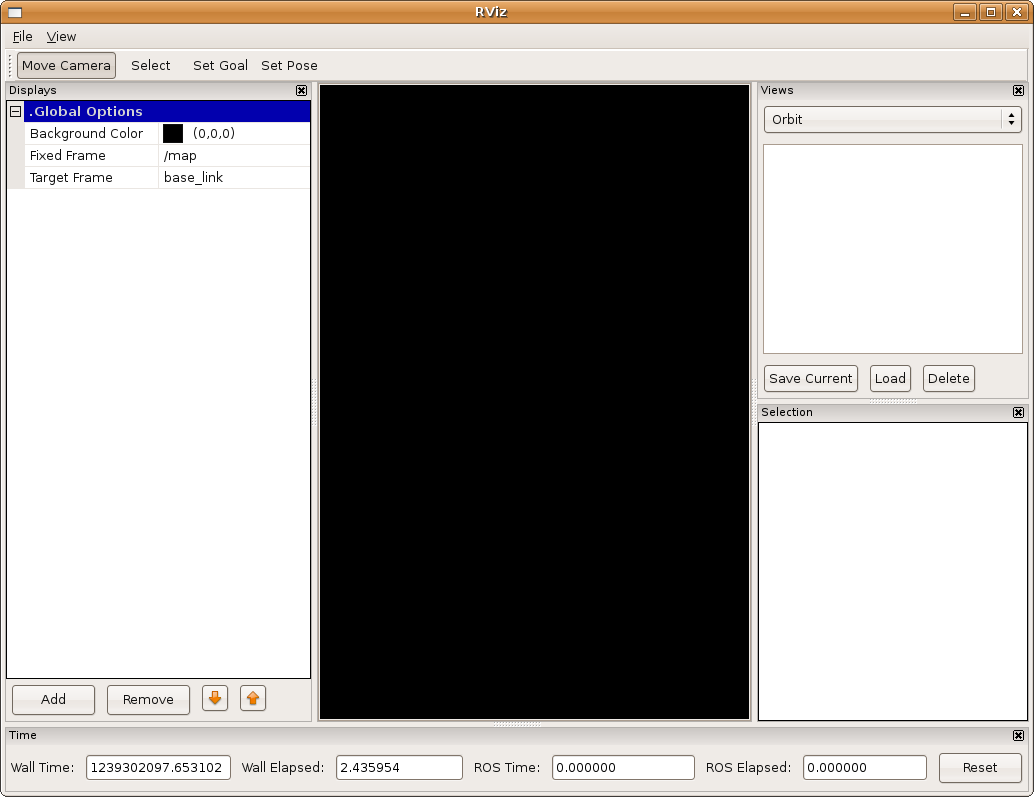 RViz
File View
Move Camera Select Set Goal Set Pose
Displays
.Global Options
Background Color (0,0,0)
Fixed Frame /map
Target Frame base_link
Add Remove
Views
Orbit
Save Current Load Delete
Selection
Time
Wall Time: 1239302097.653102 Wall Elapsed: 2.435954 ROS Time: 0.000000 ROS Elapsed: 0.000000 Reset